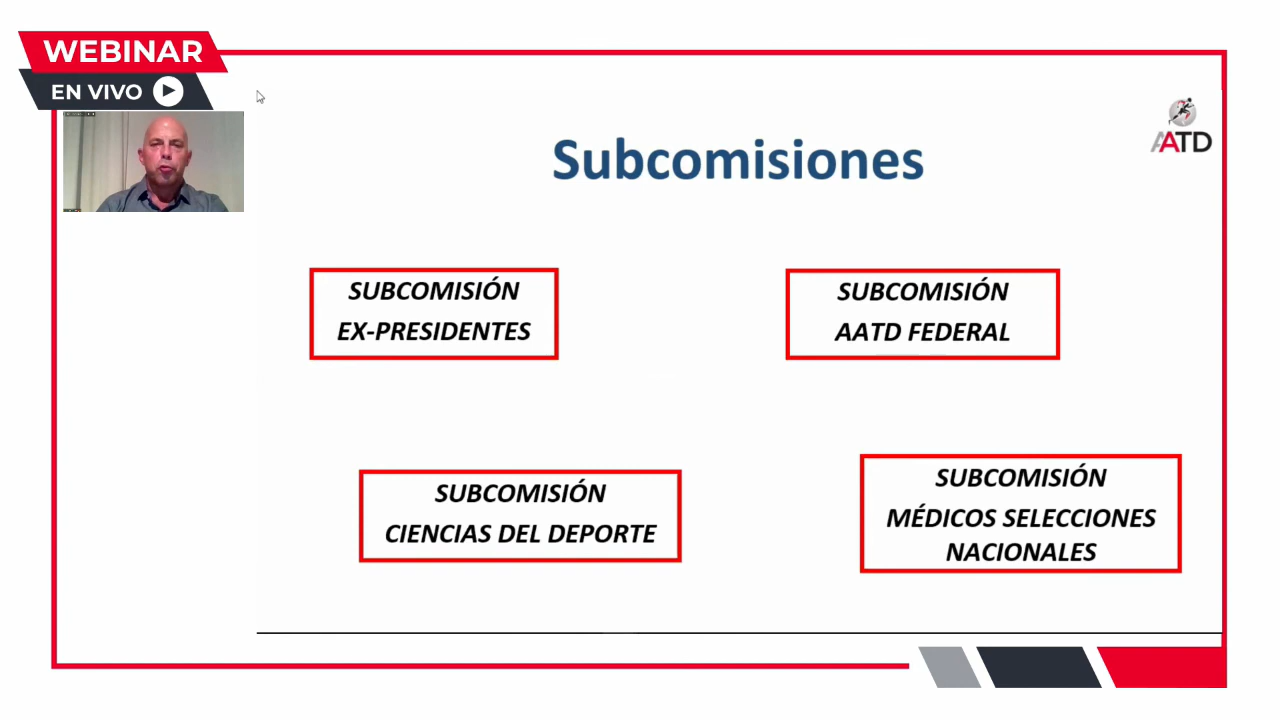 WEBINAR
EN VIVO
AATD
Subcomisiones
SUBCOMISIÓN
EX-PRESIDENTES
SUBCOMISIÓN
AATD FEDERAL
SUBCOMISIÓN
CIENCIAS DEL DEPORTE
SUBCOMISIÓN
MÉDICOS SELECCIONES
NACIONALES